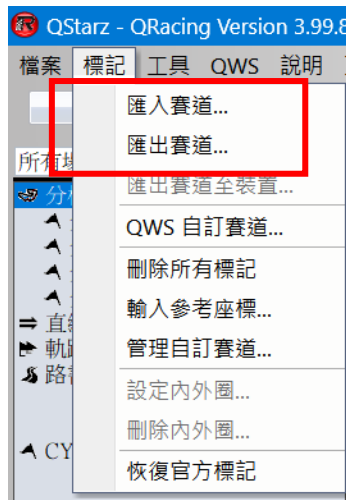 QStarz - QRacing Version 3.99.8
檔案 標記 工具 QWS 說明
匯入賽道...
匯出賽道...
匯出賽道至裝置...
QWS 自訂賽道...
刪除所有標記
輸入參考座標...
管理自訂賽道...
設定內外圈...
刪除內外圈...
恢復官方標記
所有
分
直
軌
路
CY